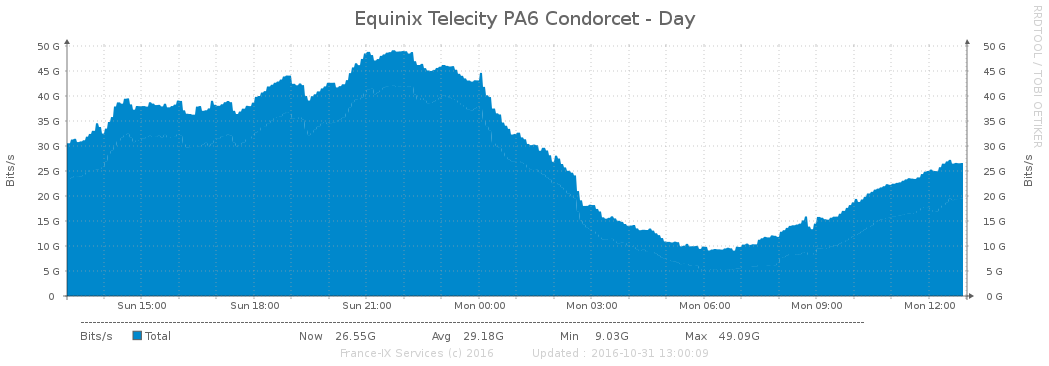 Equinix Telecity PA6 Condorcet - Day
RRDTOOL / TOBI OETIKER
Bits/s
50 G
45 G
40 G
35 G
30 G
25 G
20 G
15 G
10 G
5 G
0
50 G
45 G
40 G
35 G
30 G
25 G
20 G
15 G
10 G
5 G
0 G
Bits/s
Sun 15:00 Sun 18:00 Sun 21:00 Mon 00:00 Mon 03:00 Mon 06:00 Mon 09:00 Mon 12:00
Bits/s Total Now 26.55G Avg 29.18G Min 9.03G Max 49.09G
France-IX Services (c) 2016 Updated : 2016-10-31 13:00:09